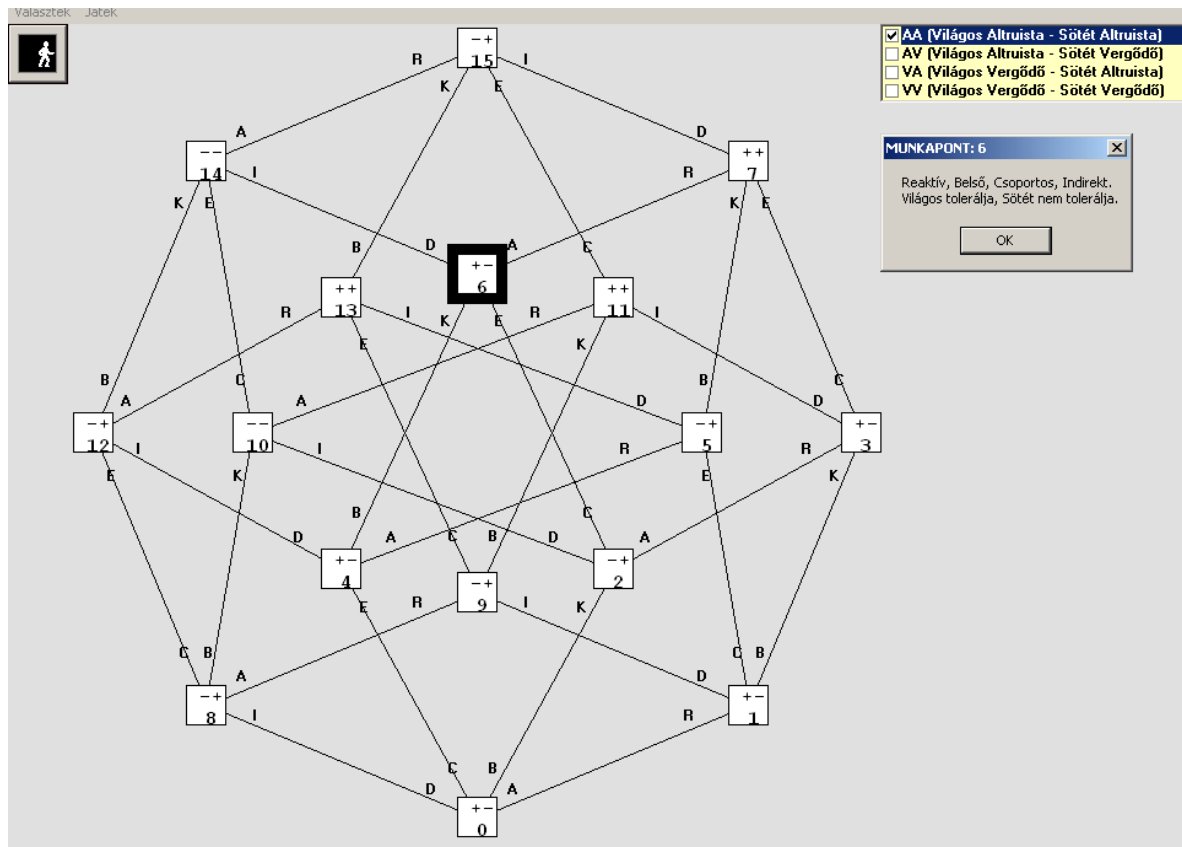 Választék Játék
AA (Világos Altruista - Sötét Altruista)
AV (Világos Altruista - Sötét Vergődő)
VA (Világos Vergődő - Sötét Altruista)
VV (Világos Vergődő - Sötét Vergődő)
MUNKAPONT: 6
Reaktív, Belső, Csoportos, Indirekt.
Világos tolerálja, Sötét nem tolerálja.
OK
-+
15
R I
K E
A D
--
14
++
7
I R
K E K E
B D A C
+-
6
++
13
++
11
R I K E R K I
E K
B C B C
A A D D
-+
12
--
10
-+
5
+-
3
I I R R
E K E K
B C
D C B D A A
+-
4
-+
2
-+
9
E R I K
C B C B
A D
-+
8
+-
1
I R
C B
D A
+-
0